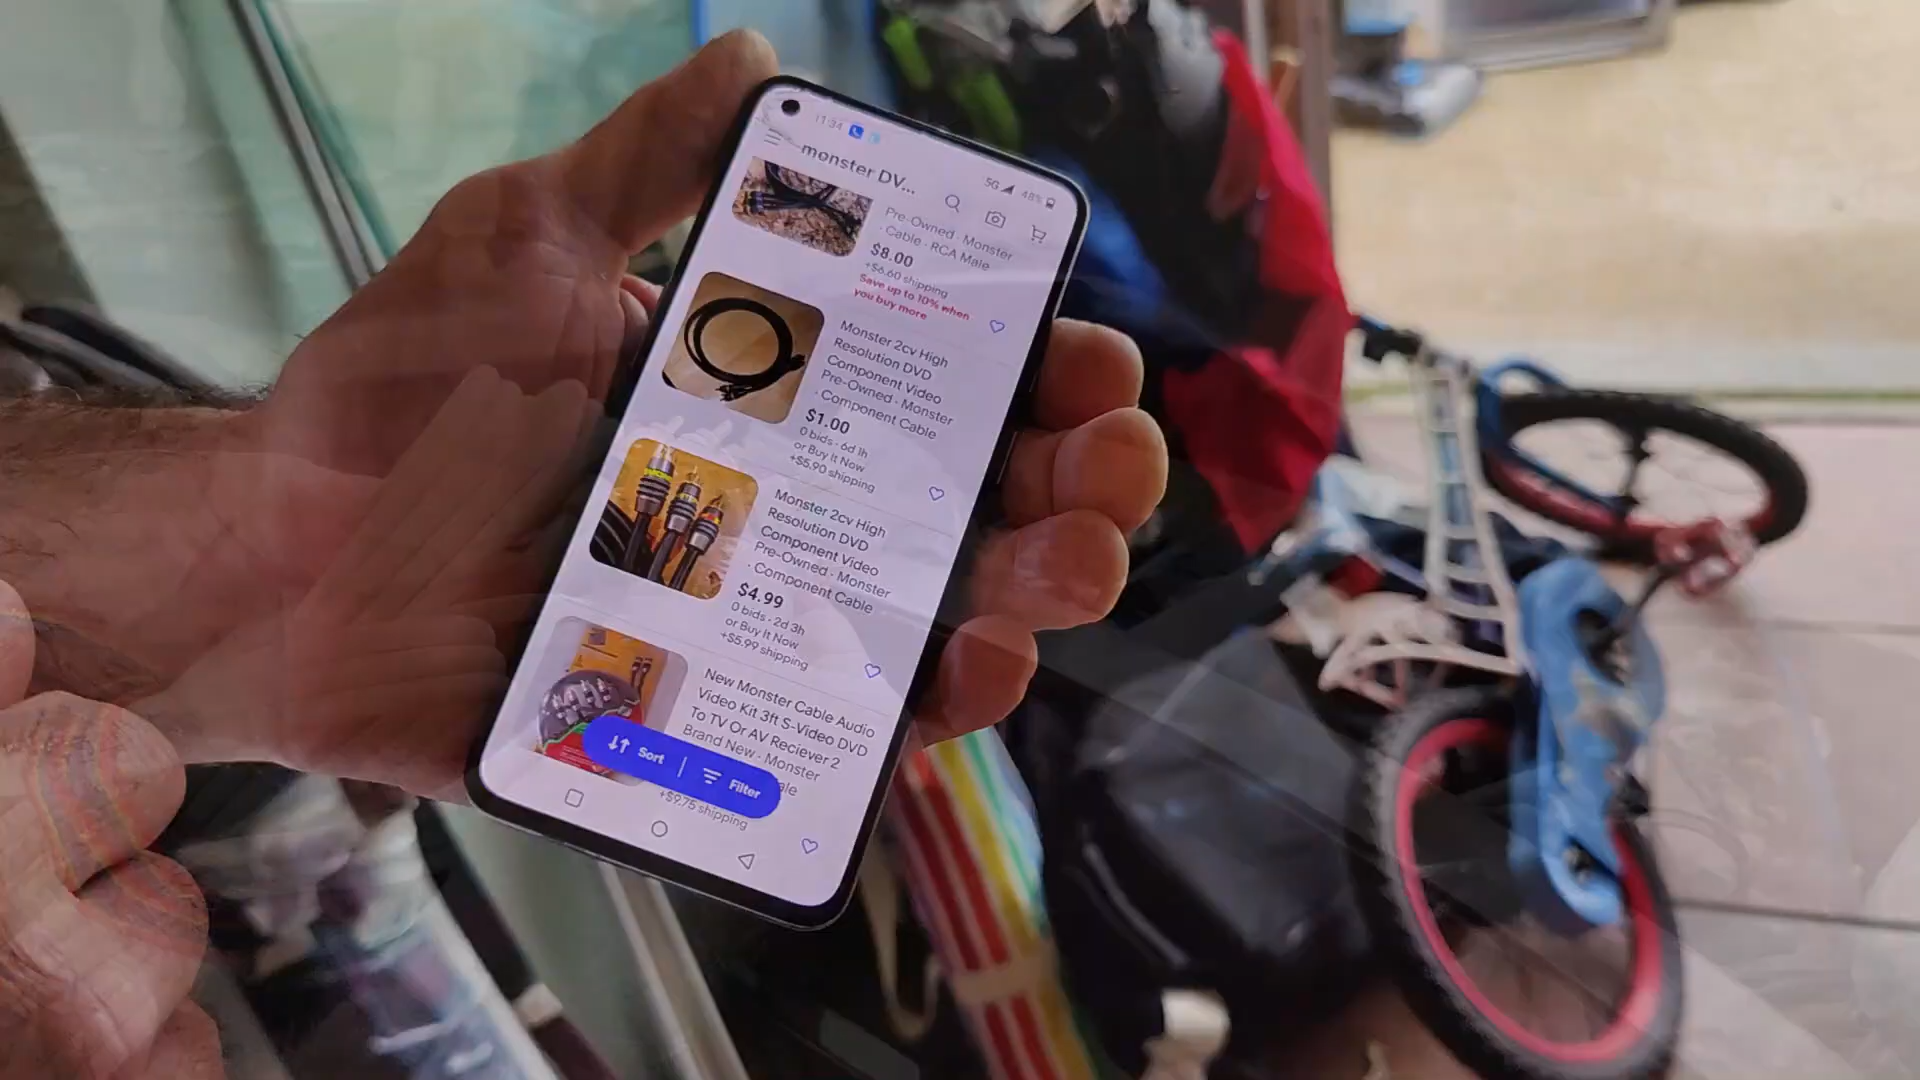 11:34
5G 48%
monster DV...
Pre-Owned · Monster
· Cable · RCA Male
$8.00
+$6.60 shipping
Save up to 10% when
you buy more
Monster 2cv High
Resolution DVD
Component Video
Pre-Owned · Monster
· Component Cable
$1.00
0 bids · 6d 1h
or Buy It Now
+$5.90 shipping
Monster 2cv High
Resolution DVD
Component Video
Pre-Owned · Monster
· Component Cable
$4.99
0 bids · 2d 3h
or Buy It Now
+$5.99 shipping
New Monster Cable Audio
Video Kit 3ft S-Video DVD
To TV Or AV Reciever 2
Brand New · Monster
Sort
Filter
+$9.75 shipping